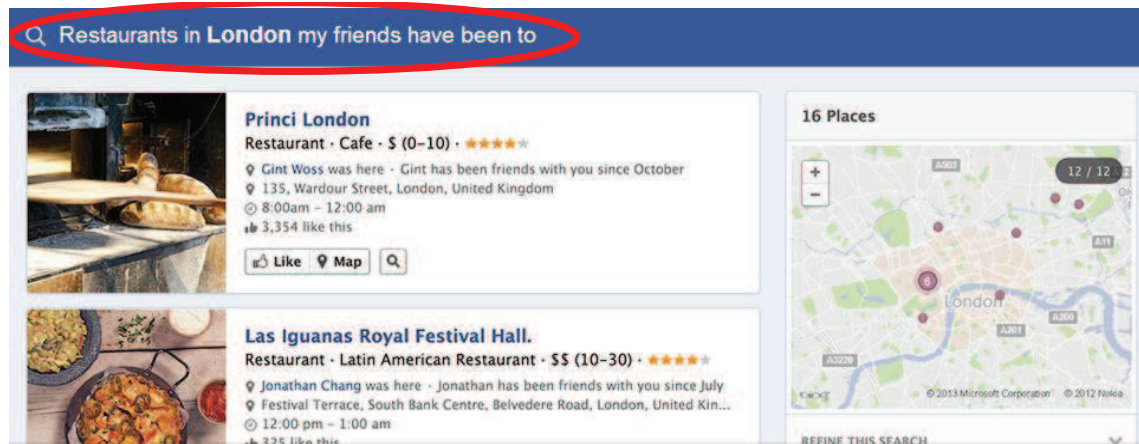 Restaurants in London my friends have been to
Princi London
Restaurant · Cafe · $ (0-10) ·
Gint Woss was here · Gint has been friends with you since October
135, Wardour Street, London, United Kingdom
8:00am - 12:00 am
3,354 like this
Like Map
Las Iguanas Royal Festival Hall.
Restaurant · Latin American Restaurant · $$ (10-30) ·
Jonathan Chang was here · Jonathan has been friends with you since July
Festival Terrace, South Bank Centre, Belvedere Road, London, United Kin...
12:00 pm - 1:00 am
325 like this
16 Places
+
−
A503
12 / 12
A11
6
London
A200
A201
A3220
bing
© 2013 Microsoft Corporation © 2012 Nokia
REFINE THIS SEARCH